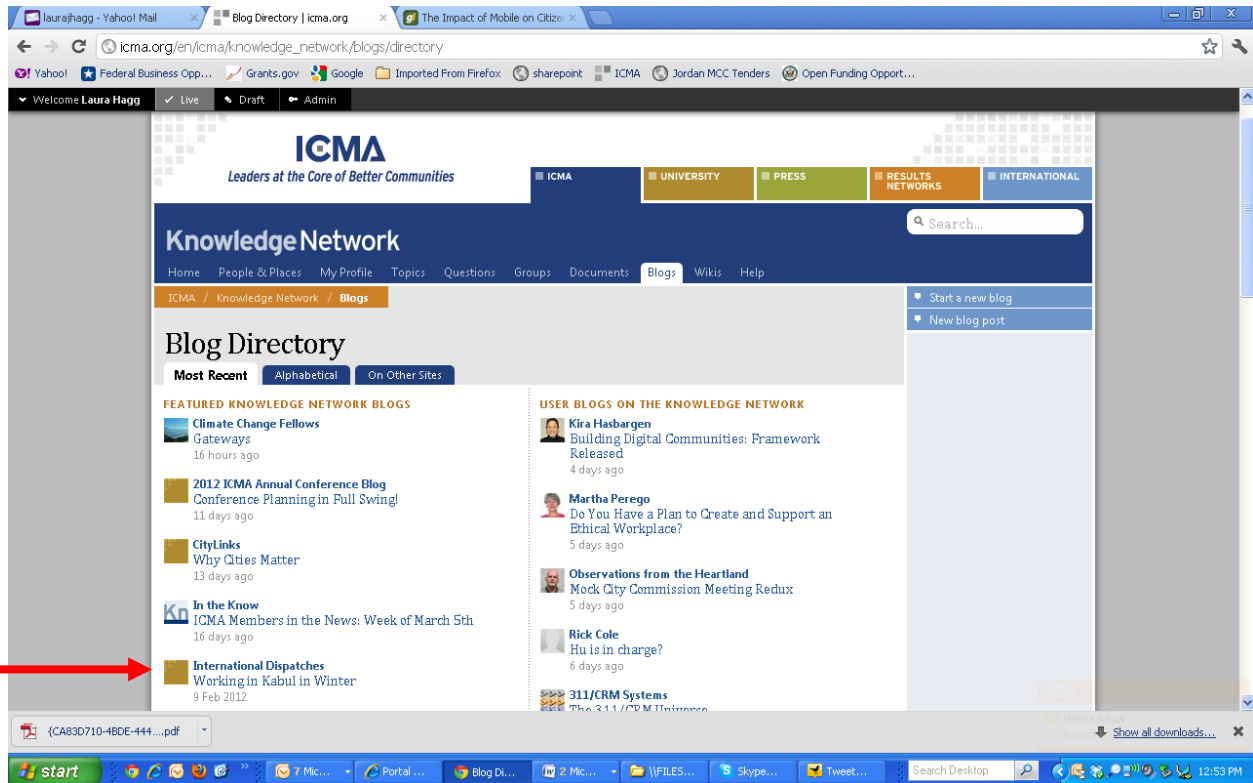 laurajhagg - Yahoo! Mail
Blog Directory | icma.org
The Impact of Mobile on Citize
icma.org/en/icma/knowledge_network/blogs/directory
Yahoo! Federal Business Opp... Grants.gov Google Imported From Firefox sharepoint ICMA Jordan MCC Tenders Open Funding Opport...
Welcome Laura Hagg Live Draft Admin
ICMA
Leaders at the Core of Better Communities
ICMA UNIVERSITY PRESS RESULTS NETWORKS INTERNATIONAL
Search...
Knowledge Network
Home People & Places My Profile Topics Questions Groups Documents Blogs Wikis Help
ICMA / Knowledge Network / Blogs
Start a new blog
New blog post
Blog Directory
Most Recent Alphabetical On Other Sites
FEATURED KNOWLEDGE NETWORK BLOGS
Climate Change Fellows
Gateways
16 hours ago
2012 ICMA Annual Conference Blog
Conference Planning in Full Swing!
11 days ago
CityLinks
Why Cities Matter
13 days ago
Kn
In the Know
ICMA Members in the News: Week of March 5th
16 days ago
International Dispatches
Working in Kabul in Winter
9 Feb 2012
USER BLOGS ON THE KNOWLEDGE NETWORK
Kira Hasbargen
Building Digital Communities: Framework
Released
4 days ago
Martha Perego
Do You Have a Plan to Create and Support an
Ethical Workplace?
5 days ago
Observations from the Heartland
Mock City Commission Meeting Redux
5 days ago
Rick Cole
Hu is in charge?
6 days ago
311/CRM Systems
The 311/CRM Universe
{CA83D710-4BDE-444....pdf
Show all downloads...
start 7 Mic... Portal ... Blog Di... 2 Mic... \\FILES... Skype... Tweet... Search Desktop 12:53 PM